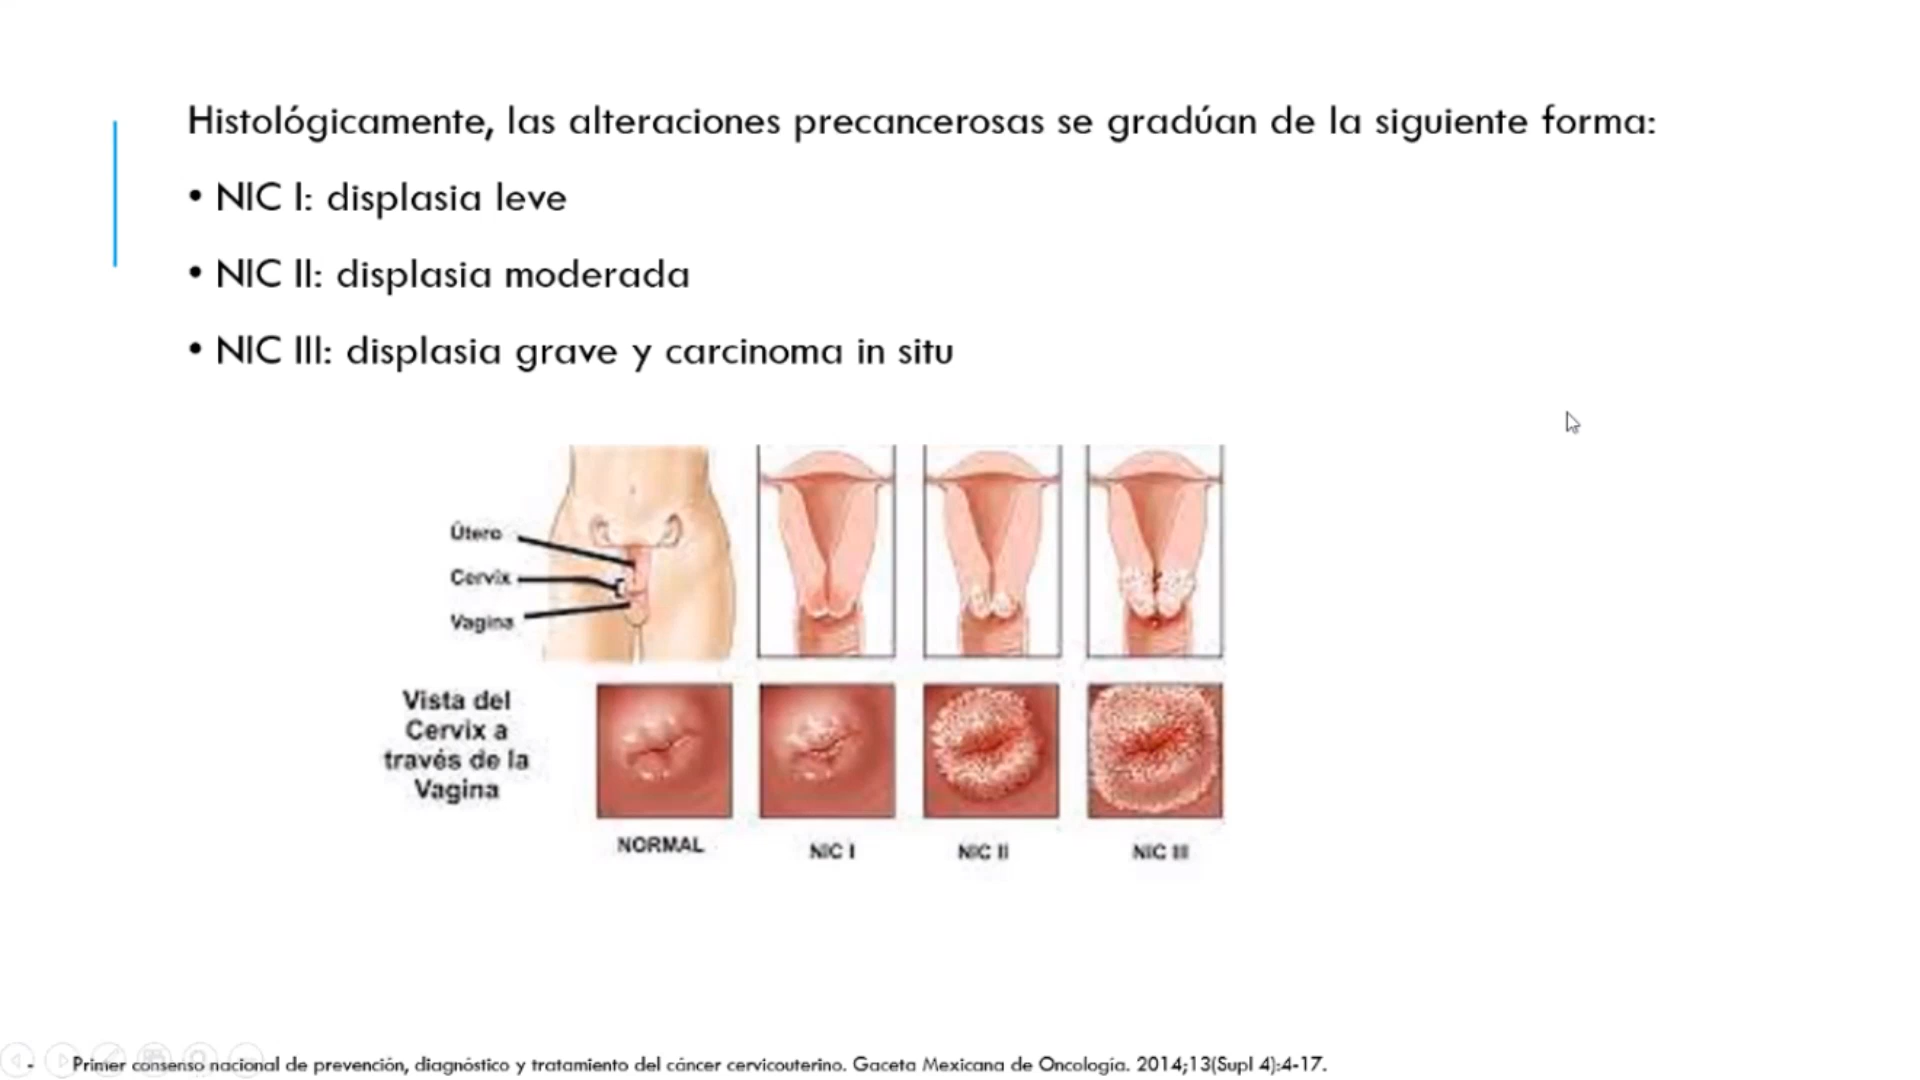 Histológicamente, las alteraciones precancerosas se gradúan de la siguiente forma:
• NIC I: displasia leve
• NIC II: displasia moderada
• NIC III: displasia grave y carcinoma in situ
Útero
Cervix
Vagina
Vista del
Cervix a
través de la
Vagina
NORMAL
NIC I
NIC II
NIC III
- Primer consenso nacional de prevención, diagnóstico y tratamiento del cáncer cervicouterino. Gaceta Mexicana de Oncología. 2014;13(Supl 4):4-17.